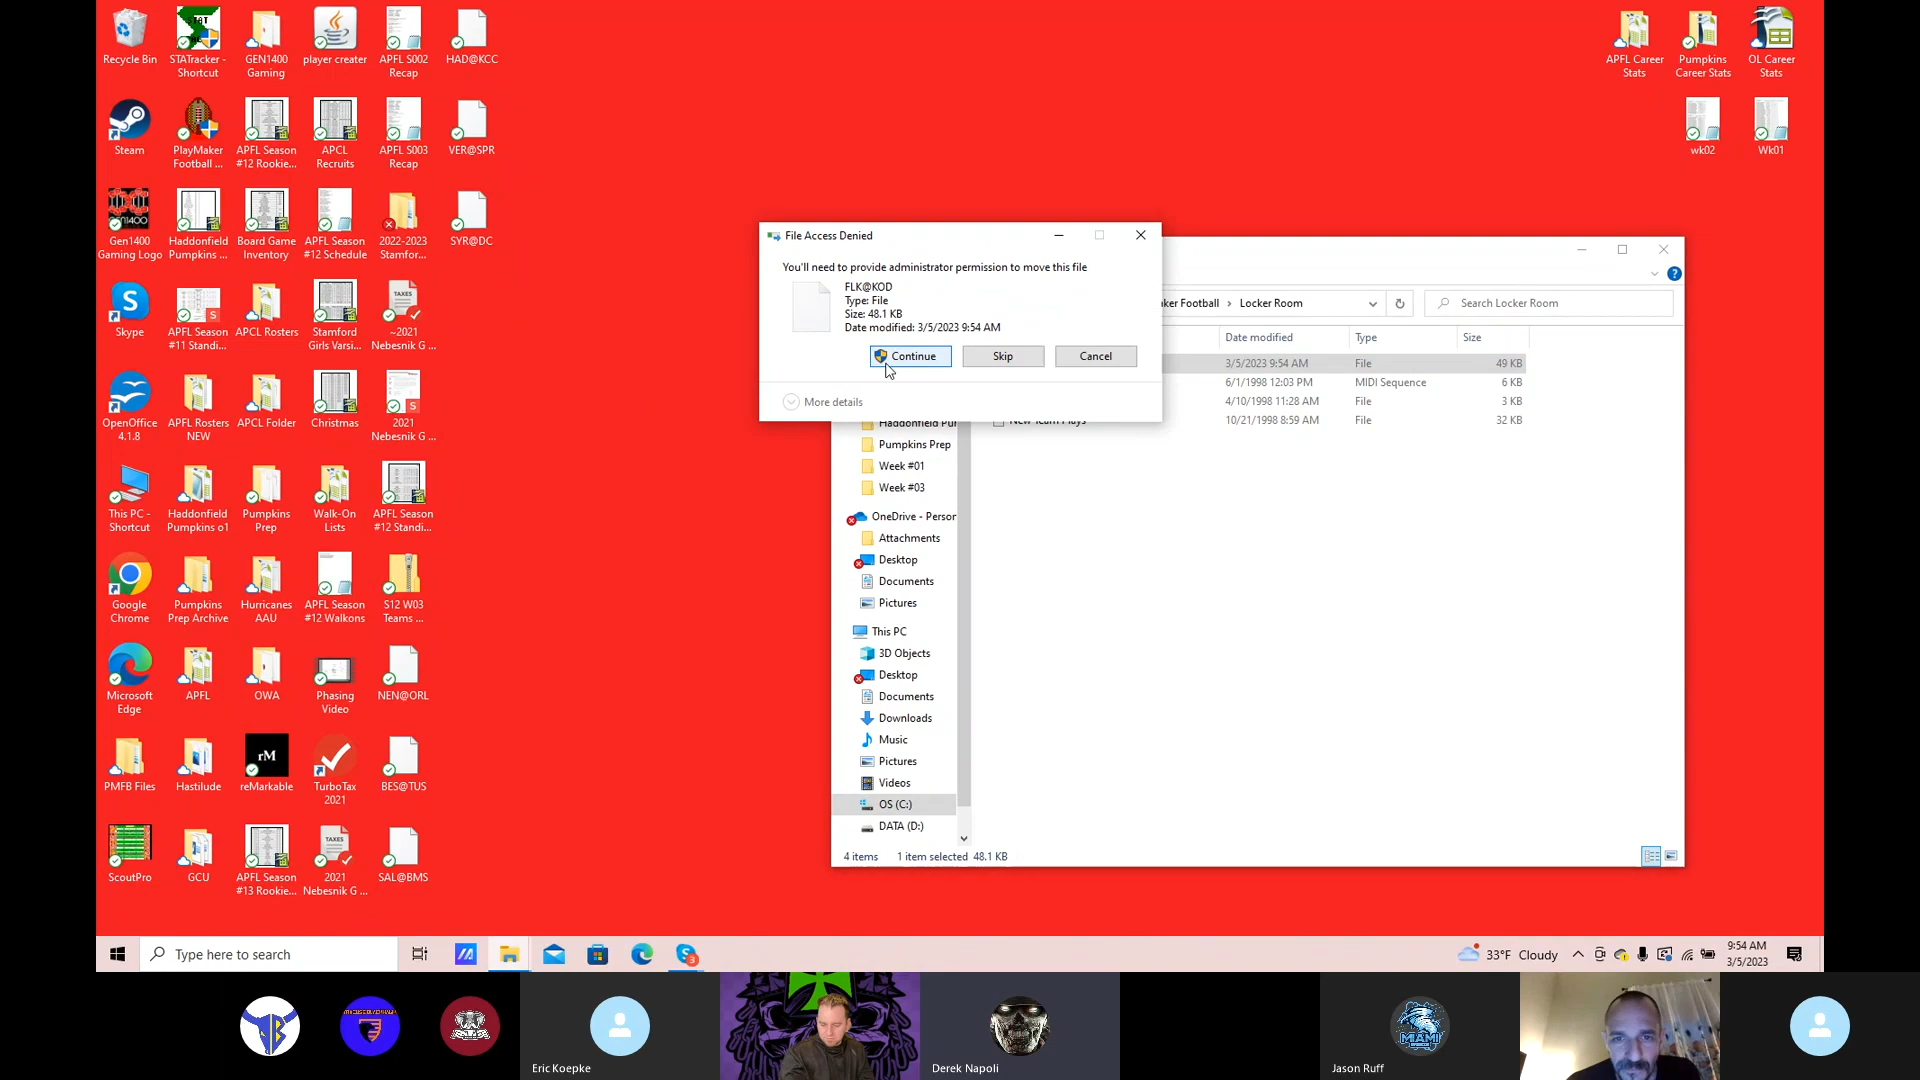 Recycle Bin
STATracker -
Shortcut
GEN1400
Gaming
player creater
APFL S002
Recap
HAD@KCC
APFL Career
Stats
Pumpkins
Career Stats
OL Career
Stats
Steam
PlayMaker
Football ...
APFL Season
#12 Rookie...
APCL
Recruits
APFL S003
Recap
VER@SPR
wk02
Wk01
Gen1400
Gaming Logo
Haddonfield
Pumpkins ...
Board Game
Inventory
APFL Season
#12 Schedule
2022-2023
Stamfor...
SYR@DC
Skype
APFL Season
#11 Standi...
APCL Rosters
Stamford
Girls Varsi...
TAXES
~2021
Nebesnik G ...
OpenOffice
4.1.8
APFL Rosters
NEW
APCL Folder
Christmas
2021
Nebesnik G ...
This PC -
Shortcut
Haddonfield
Pumpkins o1
Pumpkins
Prep
Walk-On
Lists
APFL Season
#12 Standi...
Google
Chrome
Pumpkins
Prep Archive
Hurricanes
AAU
APFL Season
#12 Walkons
S12 W03
Teams ...
Microsoft
Edge
APFL
OWA
Phasing
Video
NEN@ORL
PMFB Files
Hastilude
rM
reMarkable
TurboTax
2021
BES@TUS
ScoutPro
GCU
APFL Season
#13 Rookie...
TAXES
2021
Nebesnik G ...
SAL@BMS
File Access Denied
You'll need to provide administrator permission to move this file
FLK@KOD
Type: File
Size: 48.1 KB
Date modified: 3/5/2023 9:54 AM
Continue
Skip
Cancel
More details
ker Football > Locker Room
Search Locker Room
Date modified
Type
Size
3/5/2023 9:54 AM File 49 KB
6/1/1998 12:03 PM MIDI Sequence 6 KB
4/10/1998 11:28 AM File 3 KB
10/21/1998 8:59 AM File 32 KB
Haddonfield Pur
New Team Plays
Pumpkins Prep
Week #01
Week #03
OneDrive - Person
Attachments
Desktop
Documents
Pictures
This PC
3D Objects
Desktop
Documents
Downloads
Music
Pictures
Videos
OS (C:)
DATA (D:)
4 items 1 item selected 48.1 KB
Type here to search
33°F Cloudy
9:54 AM
3/5/2023
MIAMI
Eric Koepke
Derek Napoli
Jason Ruff